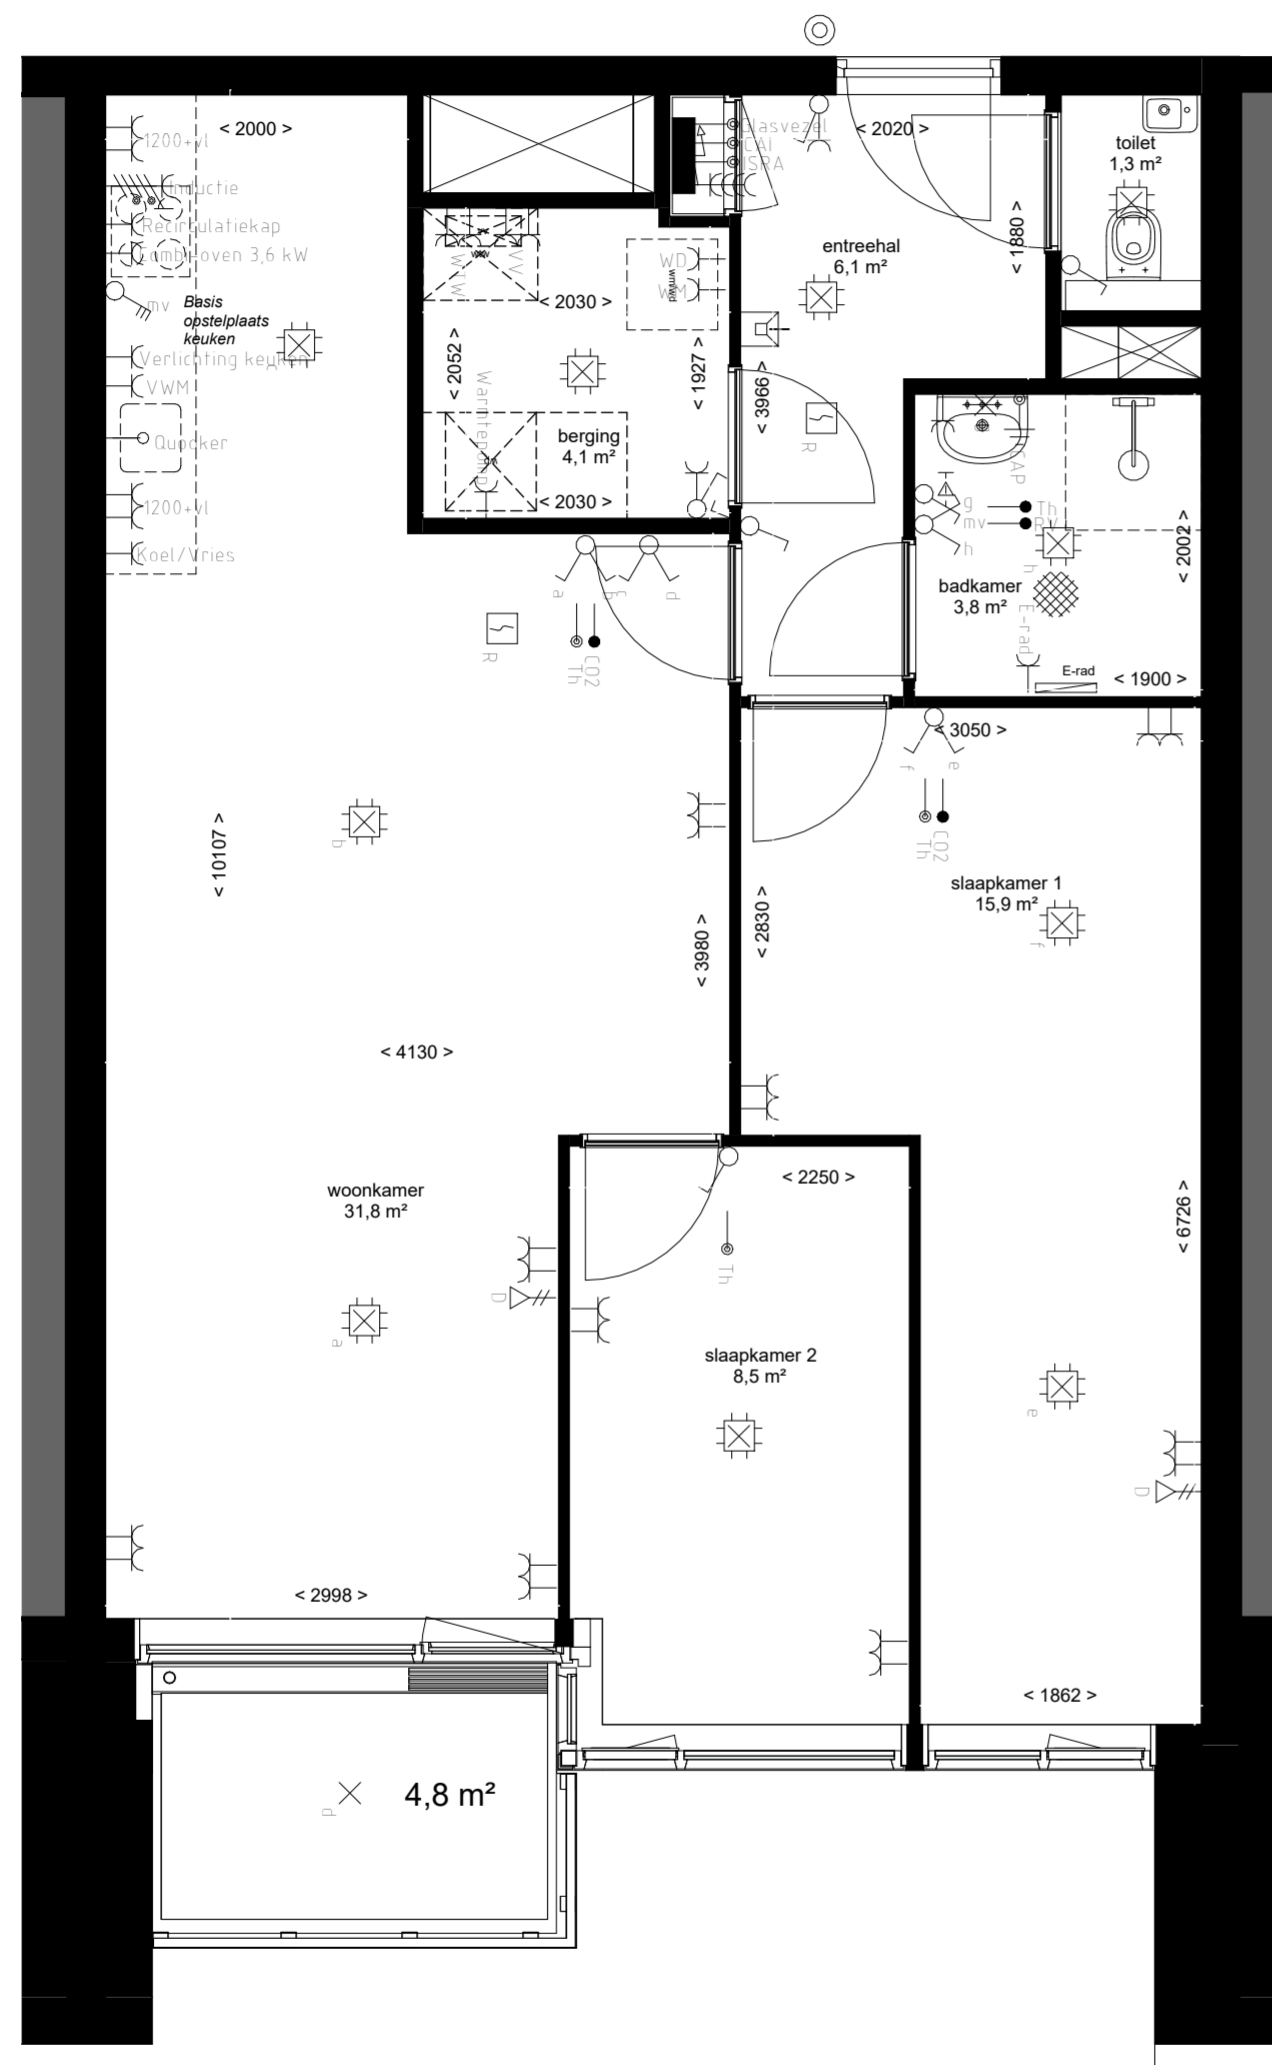 < 2000 >
1200+vl
Inductie
Recirculatiekap
Combi-oven 3,6 kW
mv
Basis
opstelplaats
keuken
Verlichting keuken
VWM
Quooker
1200+vl
Koel/Vries
Glasvezel
CAi
ISRA
< 2020 >
toilet
1,3 m²
< 1880 >
entreehal
6,1 m²
WTW
VV
WD
WM
wm/wd
< 2030 >
< 2052 >
< 1927 >
< 3966 >
Warmtepomp
berging
4,1 m²
< 2030 >
R
CAP
g
mv
h
Th
RV
h
badkamer
3,8 m²
< 2002 >
E-rad
E-rad
< 1900 >
a
b
c
d
R
Th
CO2
< 3050 >
f
e
Th
CO2
b
< 10107 >
< 3980 >
< 2830 >
slaapkamer 1
15,9 m²
f
< 4130 >
woonkamer
31,8 m²
< 2250 >
< 6726 >
Th
D
a
slaapkamer 2
8,5 m²
e
D
< 2998 >
< 1862 >
d
4,8 m²